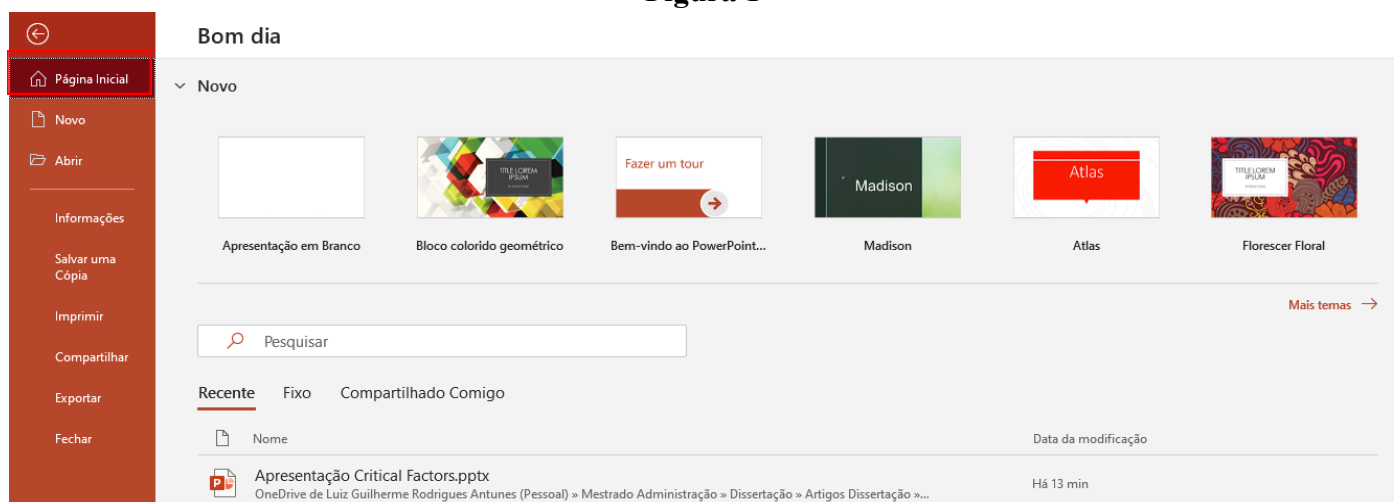 Bom dia
Página Inicial
Novo
Abrir
Informações
Salvar uma
Cópia
Imprimir
Compartilhar
Exportar
Fechar
Novo
TITLE LOREM
IPSUM
Fazer um tour
Madison
Atlas
TITLE LOREM
IPSUM
Apresentação em Branco
Bloco colorido geométrico
Bem-vindo ao PowerPoint...
Madison
Atlas
Florescer Floral
Mais temas
Pesquisar
Recente Fixo Compartilhado Comigo
Nome Data da modificação
Apresentação Critical Factors.pptx
OneDrive de Luiz Guilherme Rodrigues Antunes (Pessoal) » Mestrado Administração » Dissertação » Artigos Dissertação »...
Há 13 min